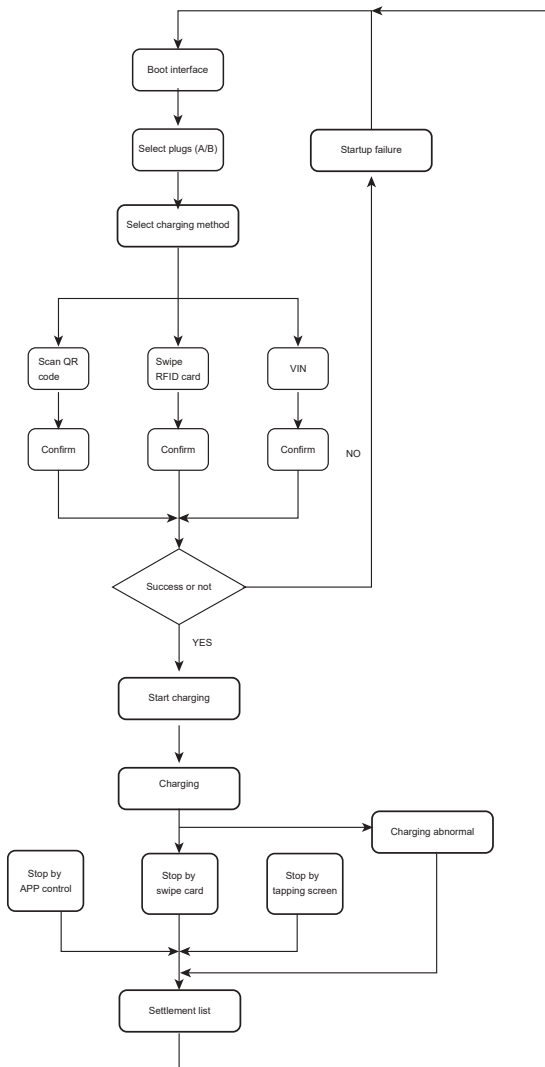 Boot interface
Select plugs (A/B)
Startup failure
Select charging method
Scan QR
code
Swipe
RFID card
VIN
Confirm
Confirm
Confirm
NO
Success or not
YES
Start charging
Charging
Charging abnormal
Stop by
APP control
Stop by
swipe card
Stop by
tapping screen
Settlement list